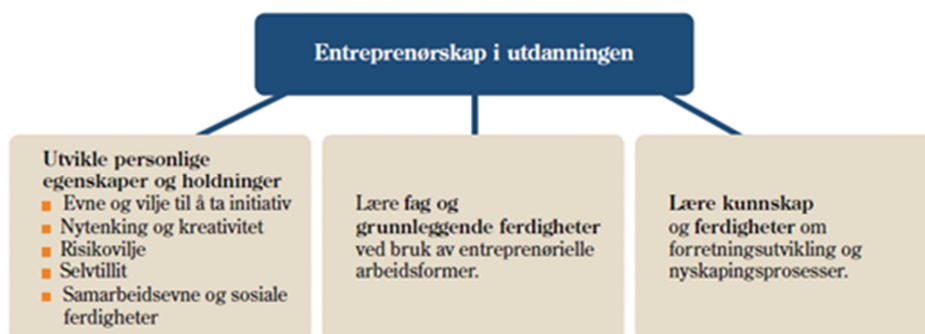 Entreprenørskap i utdanningen
Utvikle personlige
egenskaper og holdninger
Evne og vilje til å ta initiativ
Nytenking og kreativitet
Risikovilje
Selvtillit
Samarbeidsevne og sosiale
ferdigheter
Lære fag og
grunnleggende ferdigheter
ved bruk av entreprenørielle
arbeidsformer.
Lære kunnskap
og ferdigheter om
forretningsutvikling og
nyskapingsprosesser.